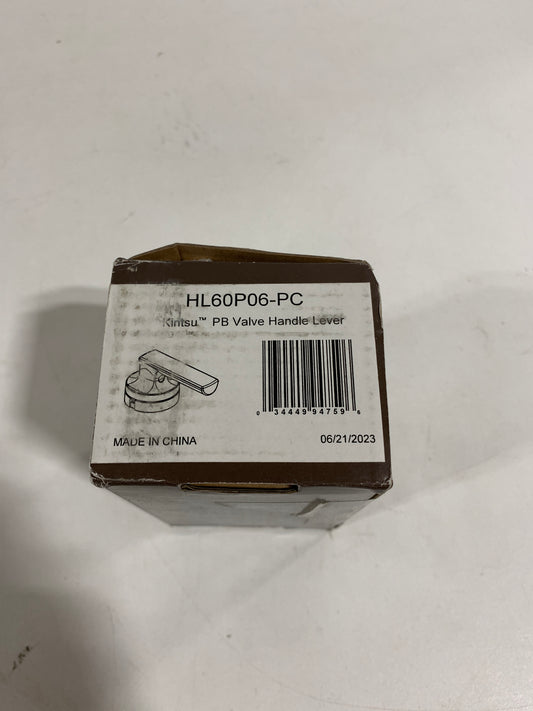 HL60P06-PC
Kintsu™ PB Valve Handle Lever
0 34449 94759 6
MADE IN CHINA 06/21/2023